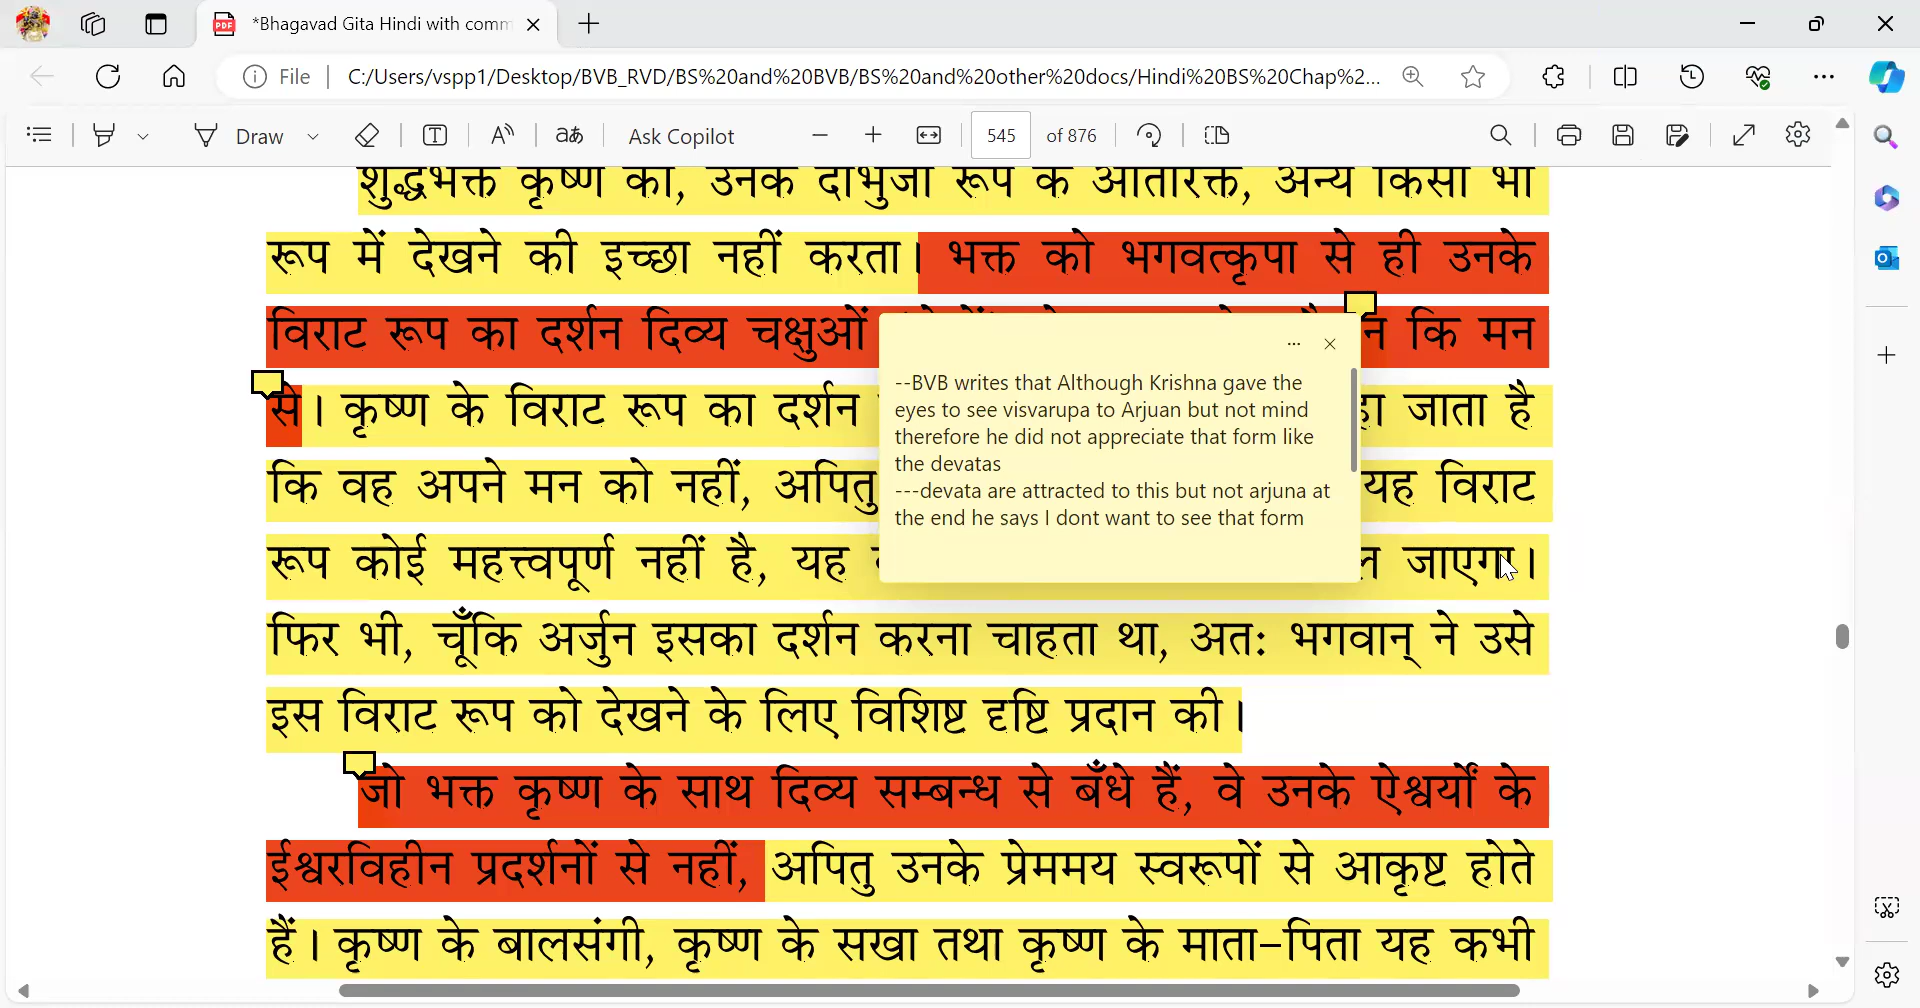 *Bhagavad Gita Hindi with comm
File
C:/Users/vspp1/Desktop/BVB_RVD/BS%20and%20BVB/BS%20and%20other%20docs/Hindi%20BS%20Chap%2...
Draw
Ask Copilot
545 of 876
शुद्धभक्त कृष्ण को, उनके दोभुजी रूप के अतिरिक्त, अन्य किसी भी
रूप में देखने की इच्छा नहीं करता। भक्त को भगवत्कृपा से ही उनके
विराट रूप का दर्शन दिव्य चक्षुओं न कि मन
से। कृष्ण के विराट रूप का दर्शन जाता है
कि वह अपने मन को नहीं, अपितु यह विराट
रूप कोई महत्त्वपूर्ण नहीं है, यह जाएगा।
फिर भी, चूँकि अर्जुन इसका दर्शन करना चाहता था, अतः भगवान् ने उसे
इस विराट रूप को देखने के लिए विशिष्ट दृष्टि प्रदान की।
जो भक्त कृष्ण के साथ दिव्य सम्बन्ध से बँधे हैं, वे उनके ऐश्वर्यों के
ईश्वरविहीन प्रदर्शनों से नहीं, अपितु उनके प्रेममय स्वरूपों से आकृष्ट होते
हैं। कृष्ण के बालसंगी, कृष्ण के सखा तथा कृष्ण के माता-पिता यह कभी
--BVB writes that Although Krishna gave the
eyes to see visvarupa to Arjuan but not mind
therefore he did not appreciate that form like
the devatas
---devata are attracted to this but not arjuna at
the end he says I dont want to see that form